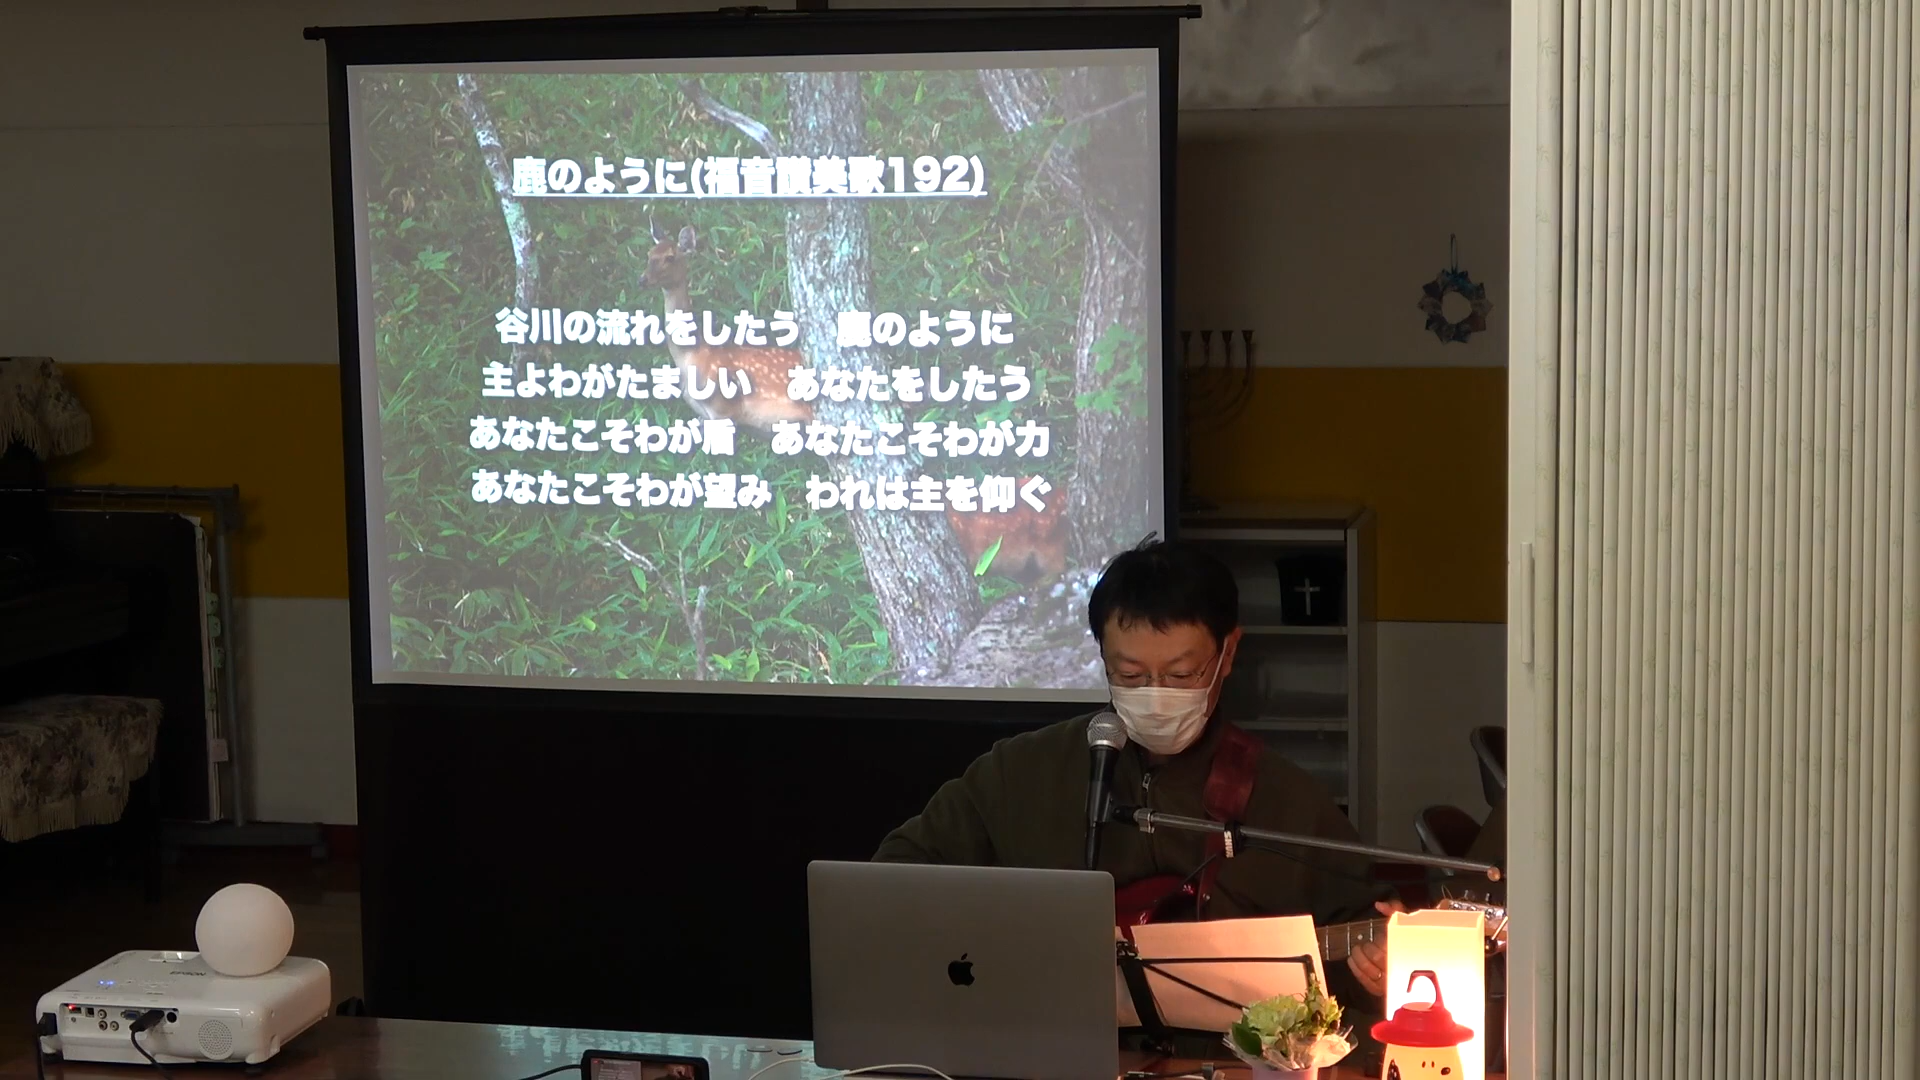 鹿のように(福音讃美歌192)
谷川の流れをしたう　鹿のように
主よわがたましい　あなたをしたう
あなたこそわが盾　あなたこそわが力
あなたこそわが望み　われは主を仰ぐ
EPSON
SHURE